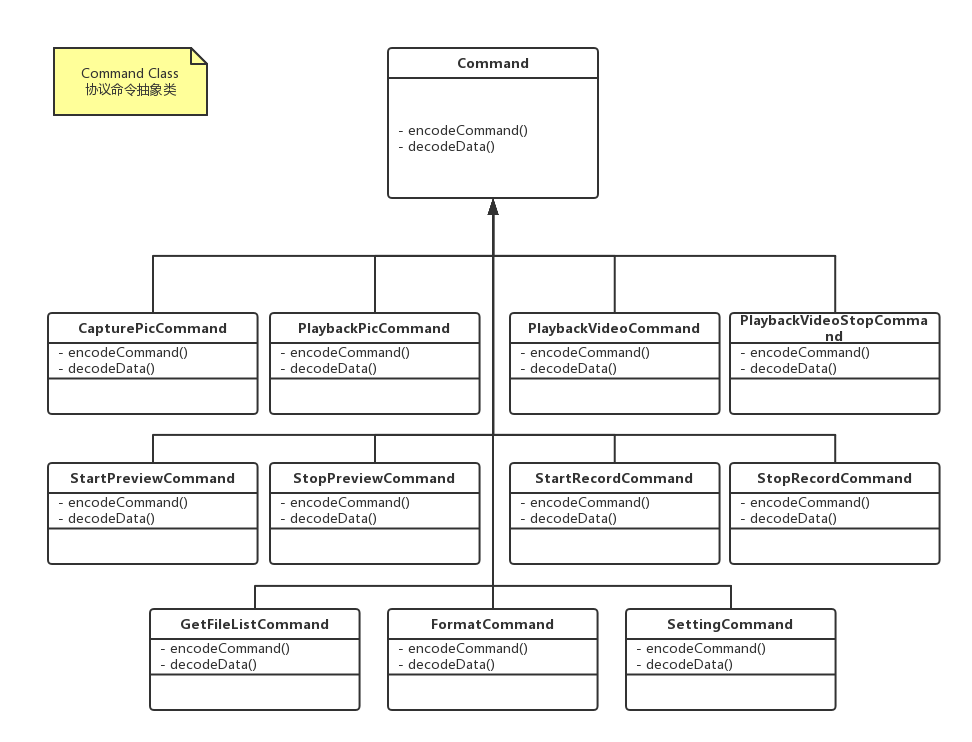 Command Class
协议命令抽象类
Command
- encodeCommand()
- decodeData()
CapturePicCommand
- encodeCommand()
- decodeData()
PlaybackPicCommand
- encodeCommand()
- decodeData()
PlaybackVideoCommand
- encodeCommand()
- decodeData()
PlaybackVideoStopComma
nd
- encodeCommand()
- decodeData()
StartPreviewCommand
- encodeCommand()
- decodeData()
StopPreviewCommand
- encodeCommand()
- decodeData()
StartRecordCommand
- encodeCommand()
- decodeData()
StopRecordCommand
- encodeCommand()
- decodeData()
GetFileListCommand
- encodeCommand()
- decodeData()
FormatCommand
- encodeCommand()
- decodeData()
SettingCommand
- encodeCommand()
- decodeData()